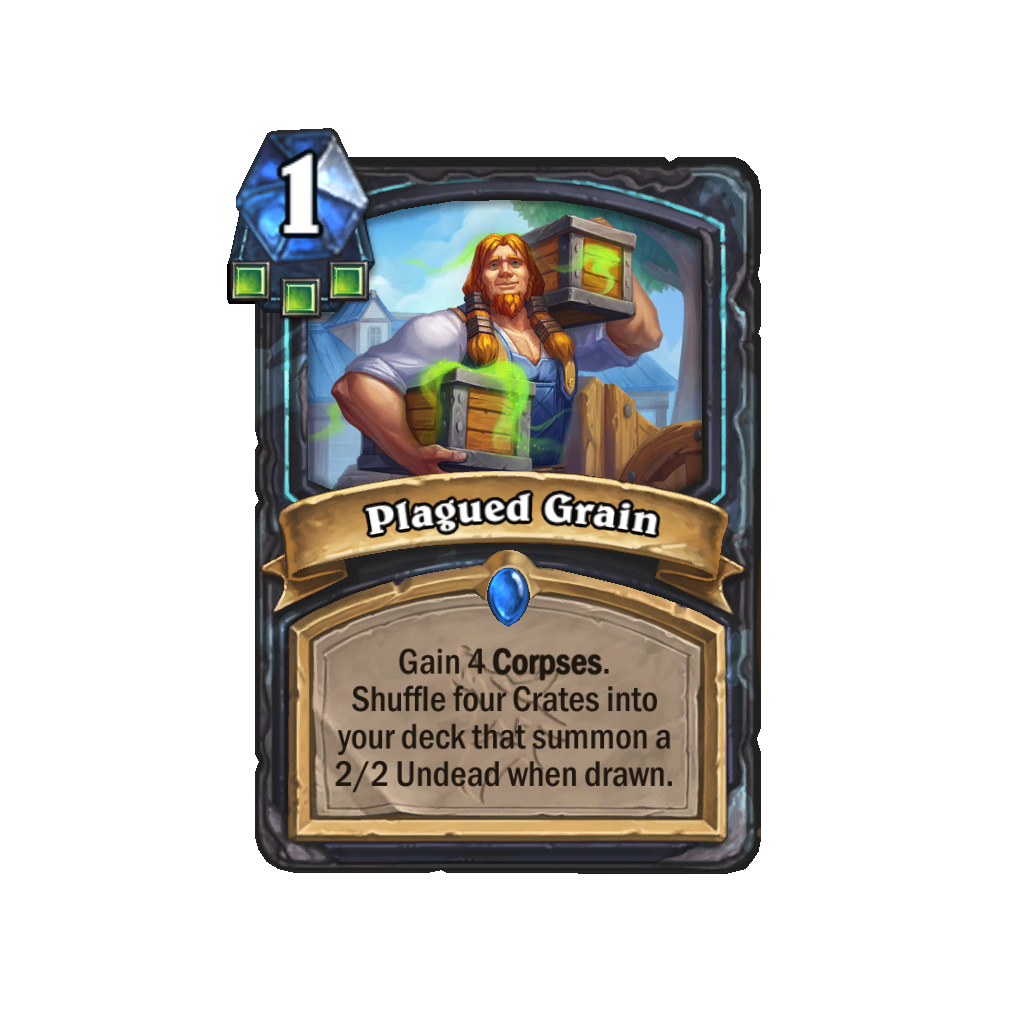 1
Plagued Grain
Gain 4 Corpses.
Shuffle four Crates into
your deck that summon a
2/2 Undead when drawn.